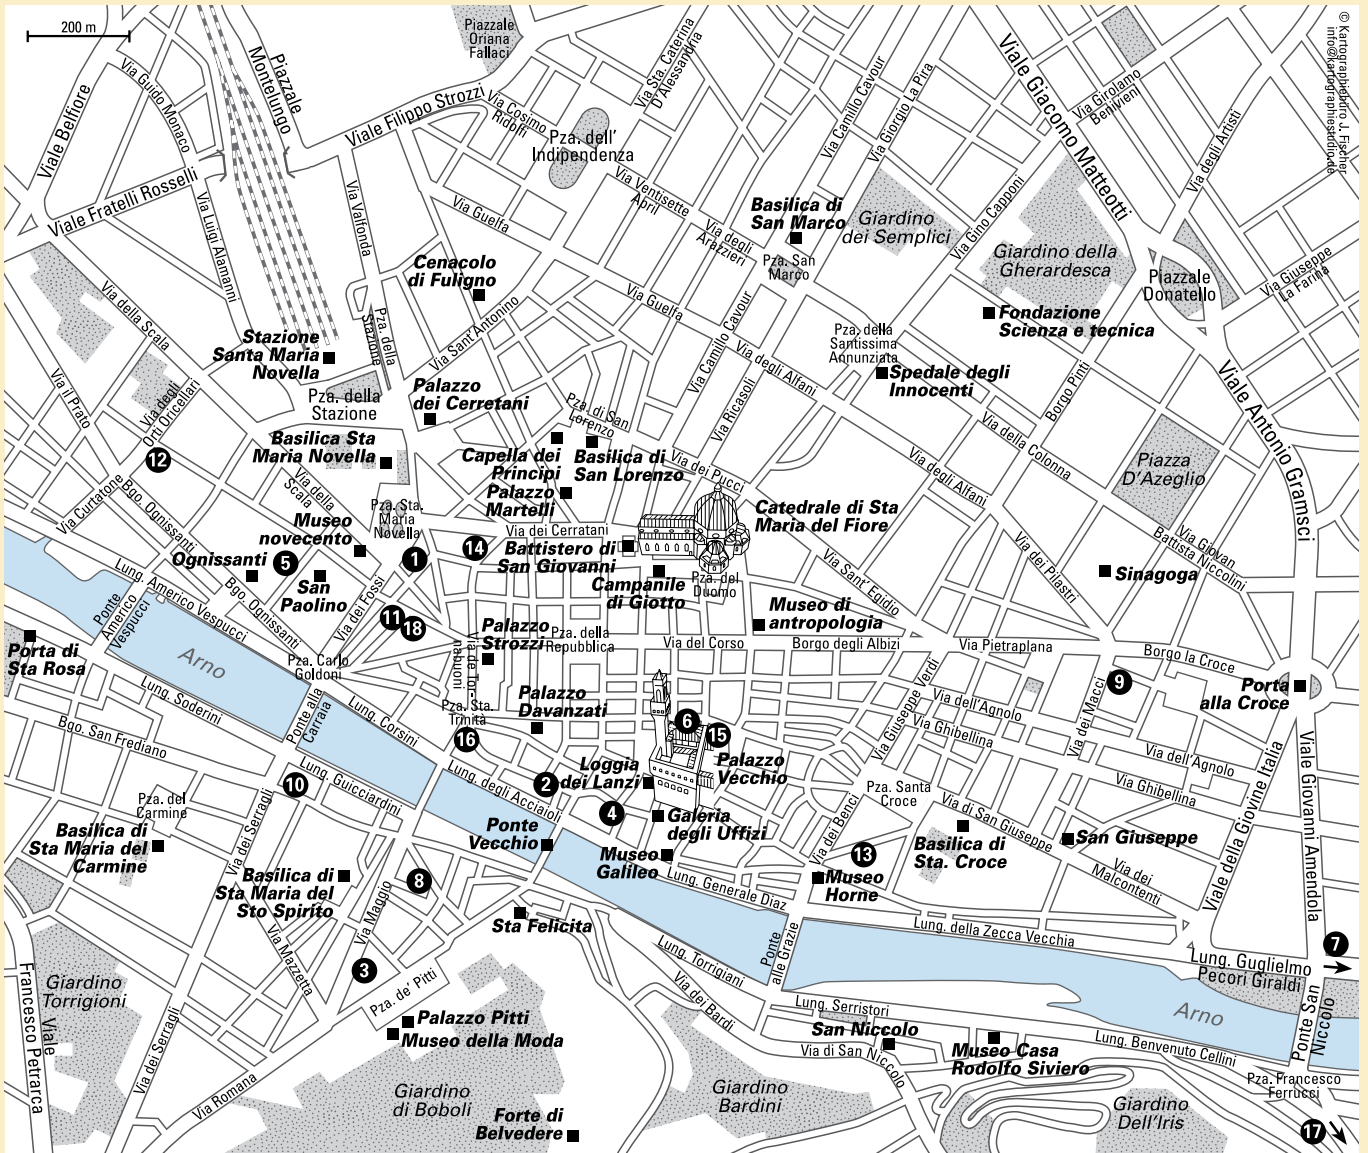 200 m
© Kartographiebüro J. Fischer
info@kartographiestudio.de
Piazzale
Oriana
Fallaci
Piazzale
Montelungo
Viale Belfiore
Via Guido Monaco
Viale Filippo Strozzi
Via Cosimo
Ridolfi
Via Sta. Caterina
D'Alessandria
Via Camillo Cavour
Via Giorgio La Pira
Viale Giacomo Matteotti
Via Girolamo
Benivieni
Via degli Artisti
Pza. dell'
Indipendenza
Viale Fratelli Rosselli
Via Luigi Alamanni
Via Valfonda
Via Guelfa
Via Ventisette
April
Via degli
Arazzieri
Basilica di
San Marco
Pza. San
Marco
Giardino
dei Semplici
Via Gino Capponi
Giardino della
Gherardesca
Piazzale
Donatello
Via Giuseppe
La Farina
Cenacolo
di Fuligno
Via della Scala
Stazione
Santa Maria
Novella
Pza. della
Stazione
Via Sant'Antonino
Via Guelfa
Via Camillo Cavour
Via degli Alfani
Via Ricasoli
Pza. della
Santissima
Annunziata
Fondazione
Scienza e tecnica
Spedale degli
Innocenti
Borgo Pinti
Viale Antonio Gramsci
Via il Prato
Via degli
Orti Oricellari
Pza. della
Stazione
Palazzo
dei Cerretani
Pza. di San
Lorenzo
Via della Colonna
Piazza
D'Azeglio
Basilica Sta
Maria Novella
Capella dei
Principi
Basilica di
San Lorenzo
Via dei Pucci
Via degli Alfani
12
Via Curtatone
Bgo. Ognissanti
Via della
Scala
Palazzo
Martelli
Pza. Sta.
Maria
Novella
Museo
novecento
Via dei Cerratani
Catedrale di Sta
Maria del Fiore
Via Giovan
Battista Niccolini
Ognissanti
5
San
Paolino
1
14
Battistero di
San Giovanni
Campanile
di Giotto
Pza. del
Duomo
Via Sant' Egidio
Via dei Pilastri
Sinagoga
Lung. Americo Vespucci
Ponte
Americo
Vespucci
Bgo. Ognissanti
Via dei Fossi
11
18
Museo di
antropologia
Porta di
Sta Rosa
Arno
Pza. Carlo
Goldoni
Via de' Tor-
nabuoni
Palazzo
Strozzi
Pza. della
Repubblica
Via del Corso
Borgo degli Albizi
Via Pietraplana
Borgo la Croce
Lung. Soderini
Ponte alla
Carraia
Lung. Corsini
Pza. Sta.
Trinità
Palazzo
Davanzati
Via Giuseppe Verdi
Via dell'Agnolo
Via dei Macci
9
Porta
alla Croce
Bgo. San Frediano
16
6
15
Via Ghibellina
Via dell'Agnolo
Via Ghibellina
10
Lung. Guicciardini
Lung. degli Acciaioli
2
Loggia
dei Lanzi
Palazzo
Vecchio
Pza. Santa
Croce
Via di San Giuseppe
Viale della Giovine Italia
Viale Giovanni Amendola
Pza. del
Carmine
Basilica di
Sta Maria del
Carmine
Via dei Serragli
Ponte
Vecchio
4
Galeria
degli Uffizi
Via dei Benci
Basilica di
Sta. Croce
San Giuseppe
Museo
Galileo
13
Museo
Horne
Via dei
Malcontenti
Basilica di
Sta Maria del
Sto Spirito
8
Via Maggio
Sta Felicita
Lung. Generale Diaz
Lung. della Zecca Vecchia
7
Via Mazzetta
3
Lung. Torrigiani
Ponte
alle Grazie
Lung. Guglielmo
Pecori Giraldi
Viale
Francesco Petrarca
Giardino
Torrigioni
Via dei Serragli
Pza. de' Pitti
Via dei Bardi
Lung. Serristori
Arno
Ponte San
Niccolo
Palazzo Pitti
Museo della Moda
San Niccolo
Via di San Niccolo
Museo Casa
Rodolfo Siviero
Lung. Benvenuto Cellini
Via Romana
Giardino
di Boboli
Giardino
Bardini
Pza. Francesco
Ferrucci
Forte di
Belvedere
Giardino
Dell'Iris
17